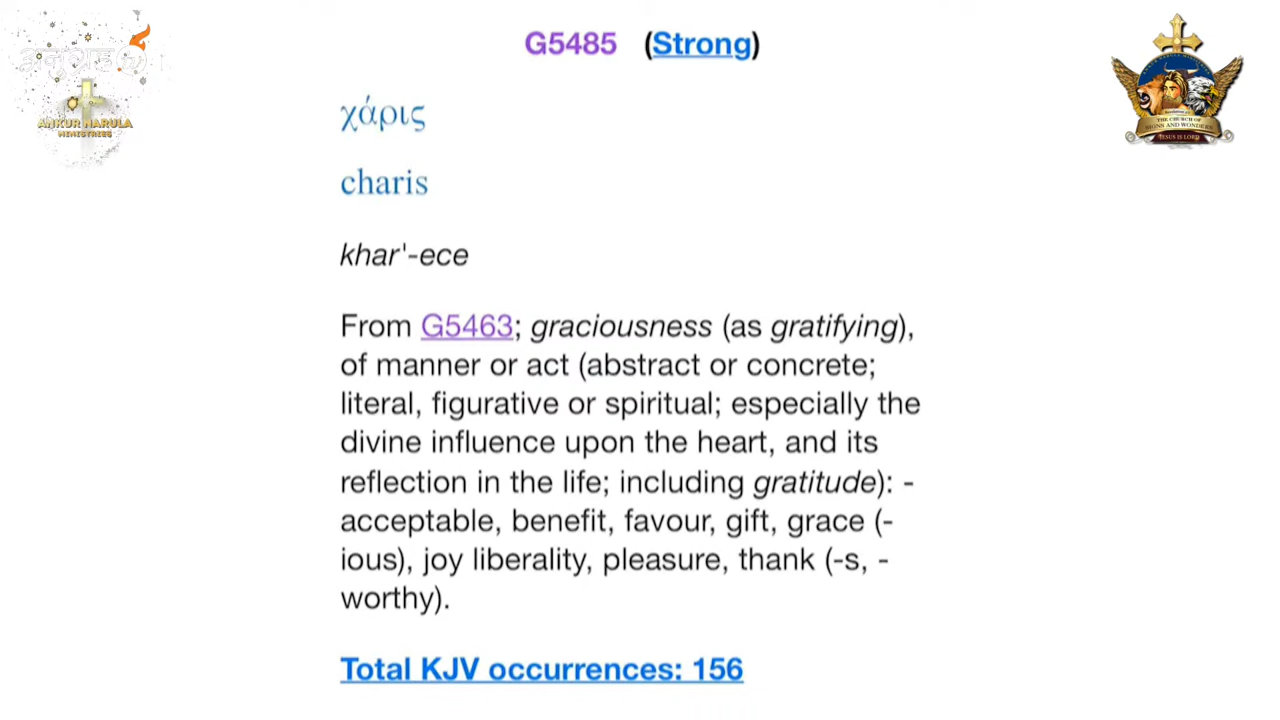 G5485 (Strong)
अनुग्रह
ANKUR NARULA
MINISTRIES
THE CHURCH OF
SIGNS AND WONDERS
JESUS IS LORD
χάρις
charis
khar'-ece
From G5463; graciousness (as gratifying),
of manner or act (abstract or concrete;
literal, figurative or spiritual; especially the
divine influence upon the heart, and its
reflection in the life; including gratitude): -
acceptable, benefit, favour, gift, grace (-
ious), joy liberality, pleasure, thank (-s, -
worthy).
Total KJV occurrences: 156